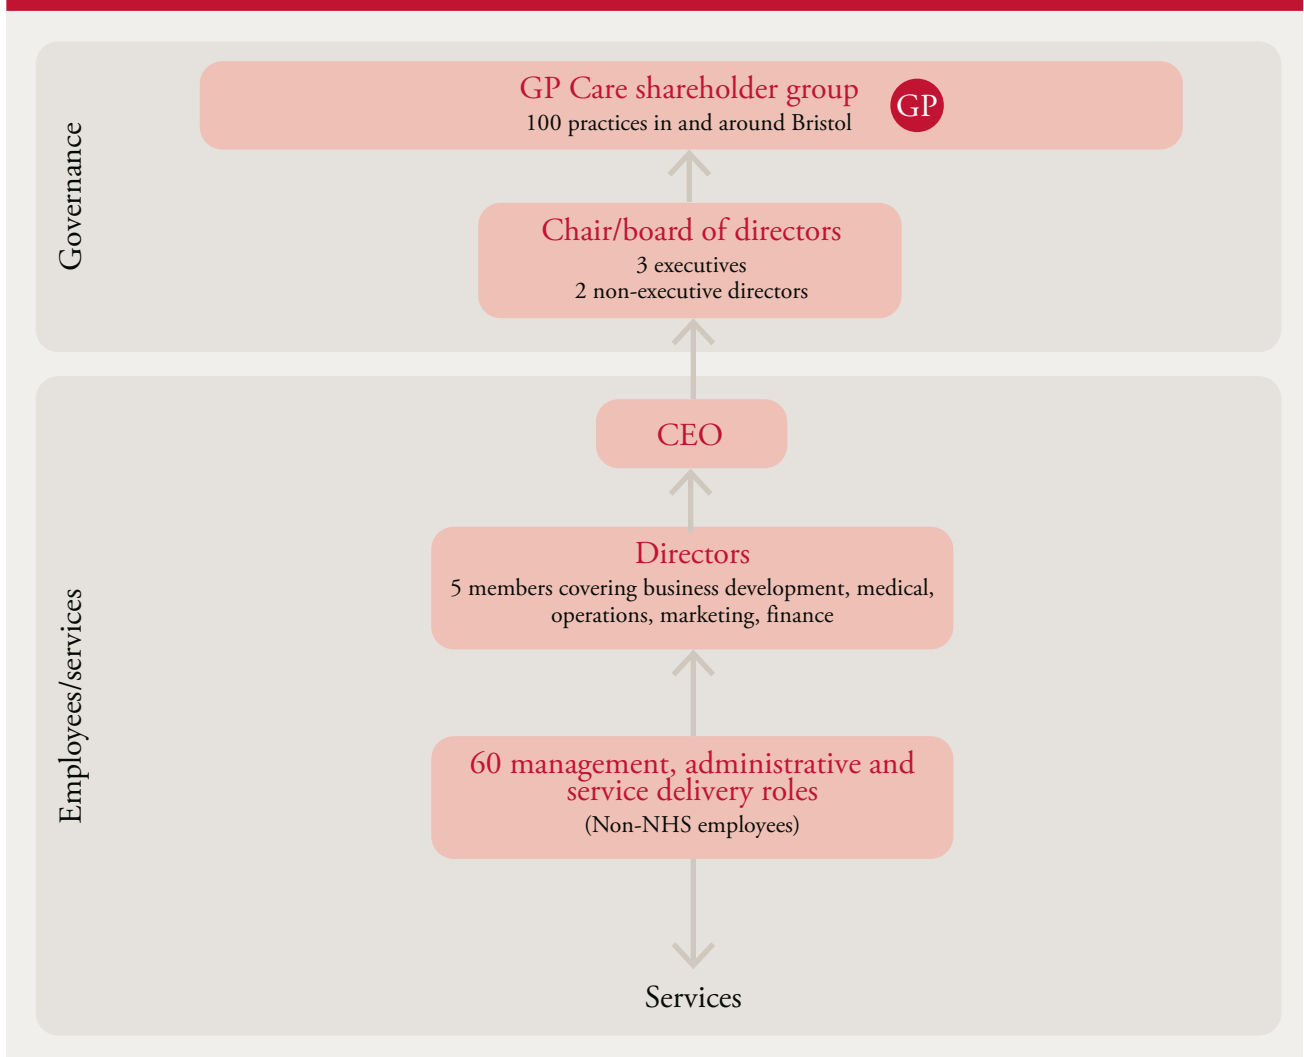 Governance
GP Care shareholder group
100 practices in and around Bristol
GP
Chair/board of directors
3 executives
2 non-executive directors
Employees/services
CEO
Directors
5 members covering business development, medical,
operations, marketing, finance
60 management, administrative and
service delivery roles
(Non-NHS employees)
Services